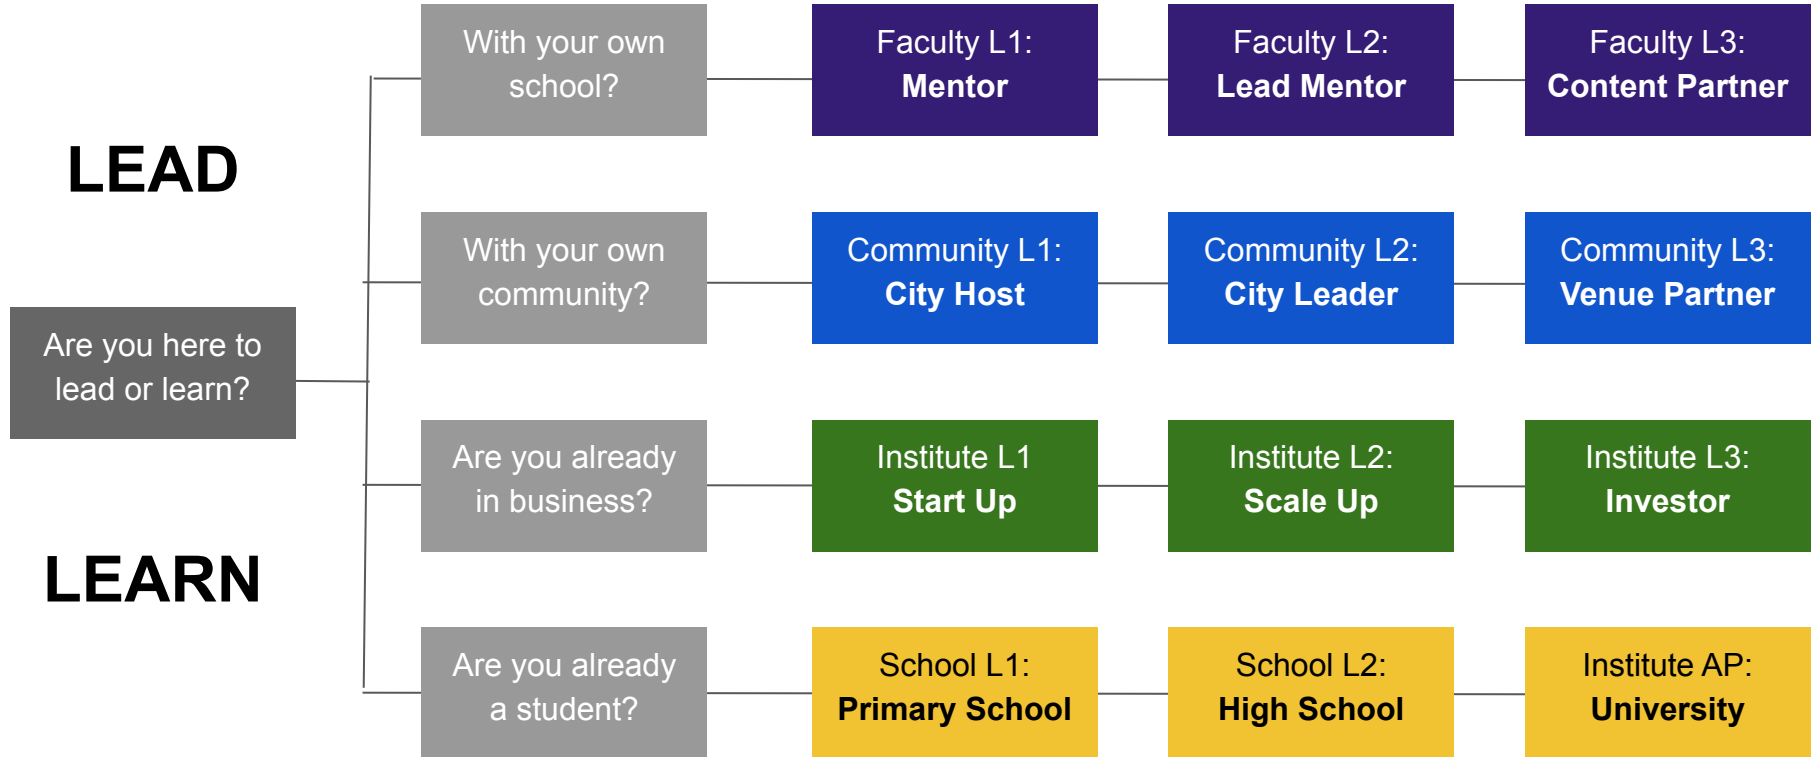 LEAD
With your own
school?
Faculty L1:
Mentor
Faculty L2:
Lead Mentor
Faculty L3:
Content Partner
With your own
community?
Community L1:
City Host
Community L2:
City Leader
Community L3:
Venue Partner
Are you here to
lead or learn?
LEARN
Are you already
in business?
Institute L1
Start Up
Institute L2:
Scale Up
Institute L3:
Investor
Are you already
a student?
School L1:
Primary School
School L2:
High School
Institute AP:
University